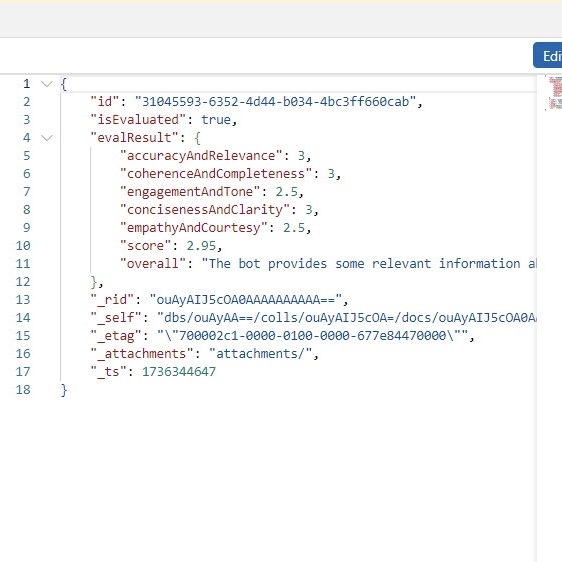 Edi
1 {
2 "id": "31045593-6352-4d44-b034-4bc3ff660cab",
3 "isEvaluated": true,
4 "evalResult": {
5 "accuracyAndRelevance": 3,
6 "coherenceAndCompleteness": 3,
7 "engagementAndTone": 2.5,
8 "concisenessAndClarity": 3,
9 "empathyAndCourtesy": 2.5,
10 "score": 2.95,
11 "overall": "The bot provides some relevant information a
12 },
13 "_rid": "ouAyAIJ5cOA0AAAAAAAAAA==",
14 "_self": "dbs/ouAyAA==/colls/ouAyAIJ5cOA=/docs/ouAyAIJ5cOA0A
15 "_etag": "\"700002c1-0000-0100-0000-677e84470000\"",
16 "_attachments": "attachments/",
17 "_ts": 1736344647
18 }